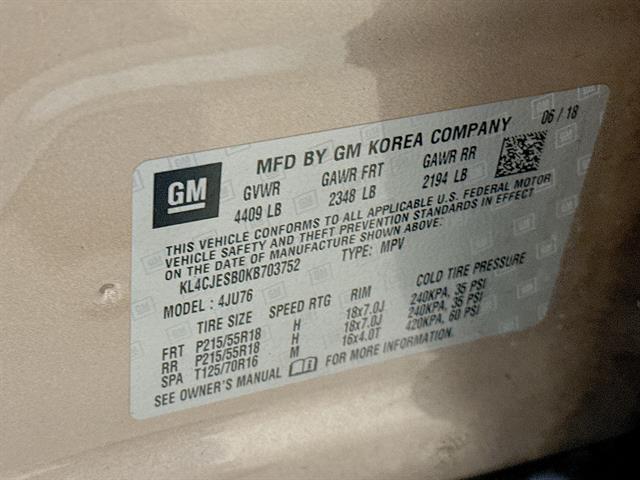 GM
MFD BY GM KOREA COMPANY 06 / 18
GVWR GAWR FRT GAWR RR
4409 LB 2348 LB 2194 LB
THIS VEHICLE CONFORMS TO ALL APPLICABLE U.S. FEDERAL MOTOR
VEHICLE SAFETY AND THEFT PREVENTION STANDARDS IN EFFECT
ON THE DATE OF MANUFACTURE SHOWN ABOVE.
KL4CJESB0KB703752 TYPE: MPV
MODEL : 4JU76
TIRE SIZE SPEED RTG RIM COLD TIRE PRESSURE
FRT P215/55R18 H 18x7.0J 240KPA, 35 PSI
RR P215/55R18 H 18x7.0J 240KPA, 35 PSI
SPA T125/70R16 M 16x4.0T 420KPA, 60 PSI
SEE OWNER'S MANUAL FOR MORE INFORMATION.